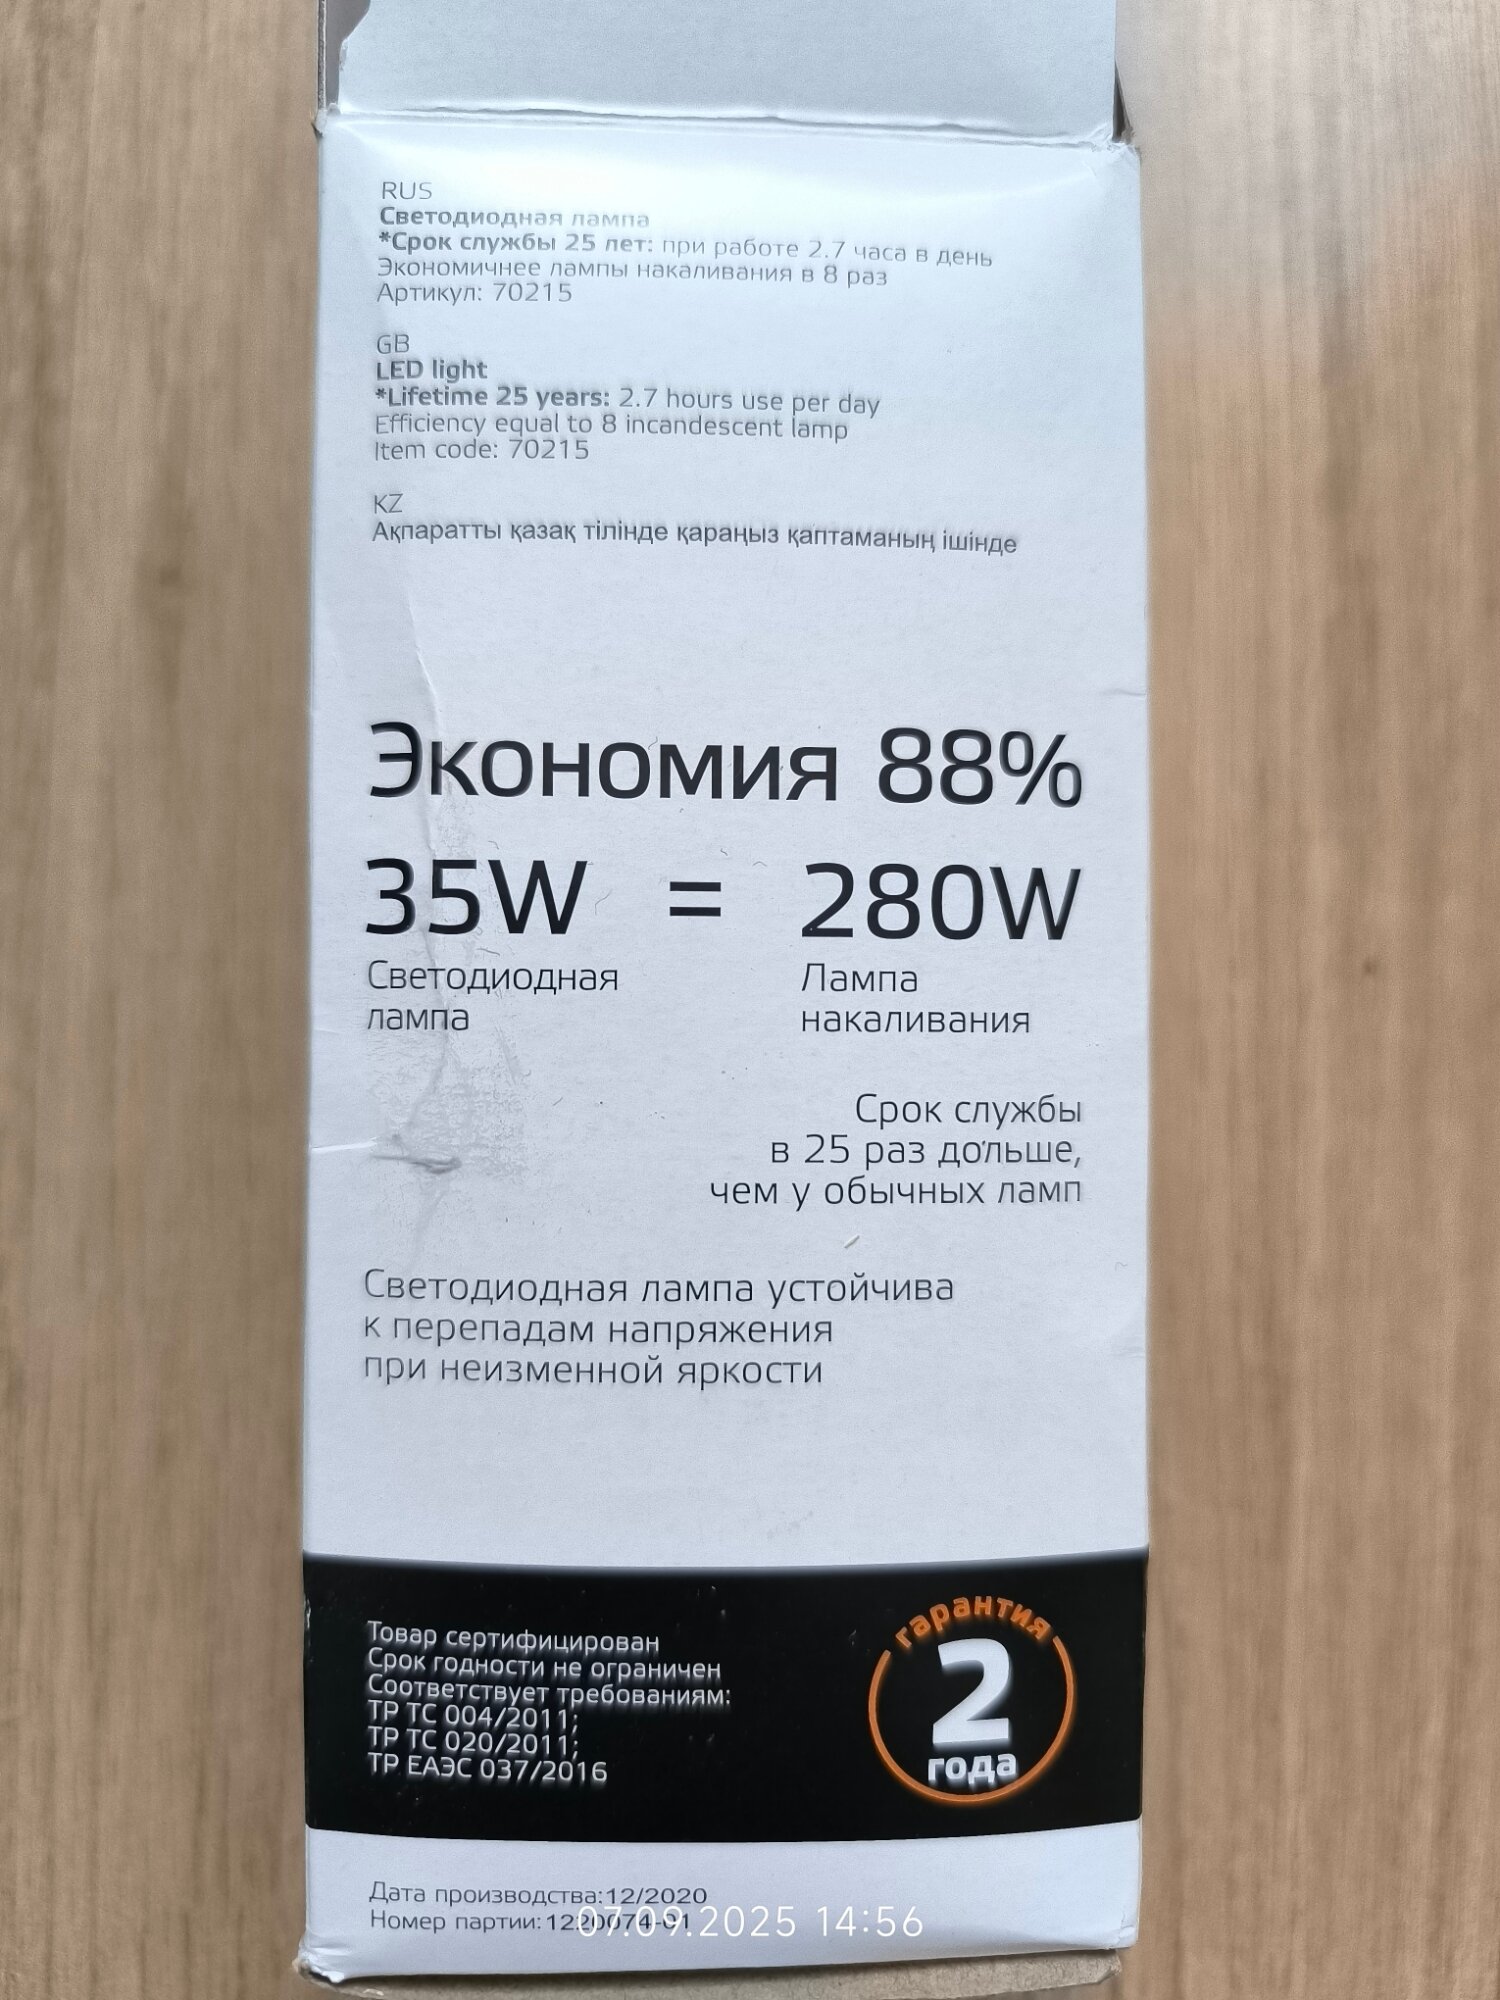 RUS
Светодиодная лампа
*Срок службы 25 лет: при работе 2.7 часа в день
Экономичнее лампы накаливания в 8 раз
Артикул: 70215
GB
LED light
*Lifetime 25 years: 2.7 hours use per day
Efficiency equal to 8 incandescent lamp
Item code: 70215
KZ
Ақпаратты қазақ тілінде қараңыз қаптаманың ішінде
Экономия 88%
35W = 280W
Светодиодная лампа
Лампа накаливания
Срок службы
в 25 раз дольше,
чем у обычных ламп
Светодиодная лампа устойчива
к перепадам напряжения
при неизменной яркости
Товар сертифицирован
Срок годности не ограничен
Соответствует требованиям:
ТР ТС 004/2011;
ТР ТС 020/2011;
ТР ЕАЭС 037/2016
гарантия
2
года
Дата производства:12/2020
Номер партии:1220074-01
07.09.2025 14:56